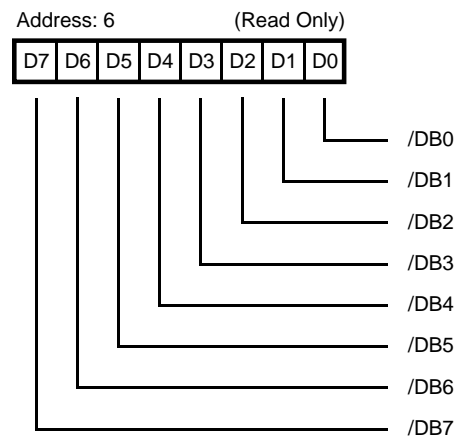 Address: 6 (Read Only)
D7 D6 D5 D4 D3 D2 D1 D0
/DB0
/DB1
/DB2
/DB3
/DB4
/DB5
/DB6
/DB7